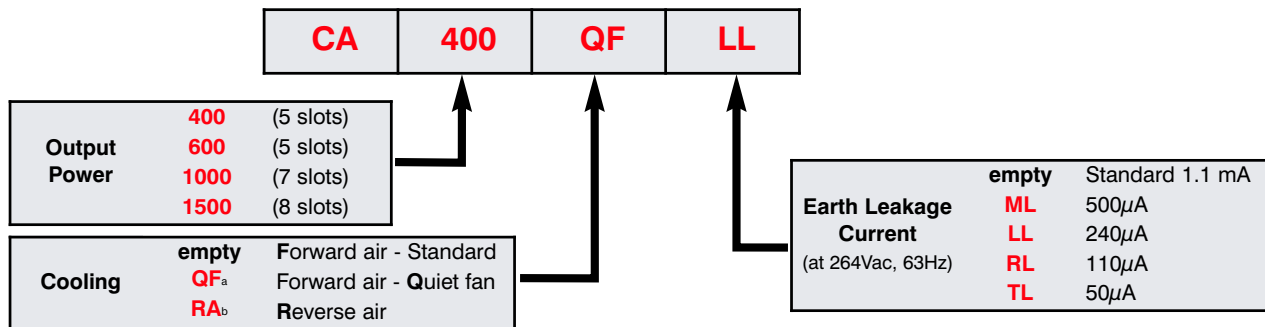 CA 400 QF LL
Output Power
400 (5 slots)
600 (5 slots)
1000 (7 slots)
1500 (8 slots)
Cooling
empty Forward air - Standard
QFa Forward air - Quiet fan
RAb Reverse air
Earth Leakage
Current
(at 264Vac, 63Hz)
empty Standard 1.1 mA
ML 500µA
LL 240µA
RL 110µA
TL 50µA